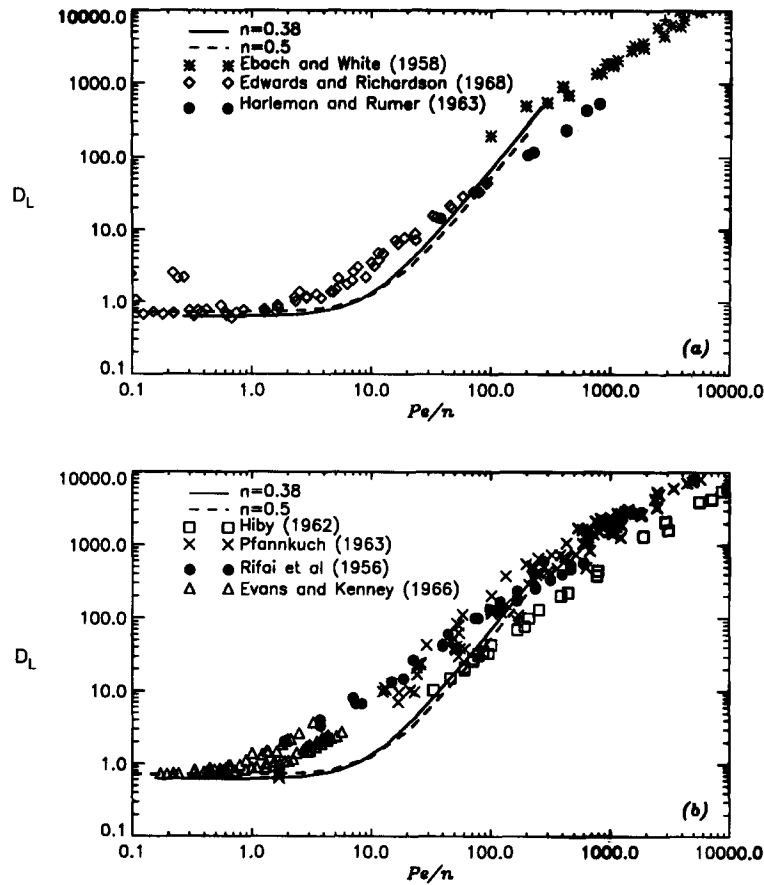 10000.0
n=0.38
n=0.5
Ebach and White (1958)
1000.0
Edwards and Richardson (1968)
Harleman and Rumer (1963)
100.0
D_L
10.0
1.0
(a)
0.1
0.1 1.0 10.0 100.0 1000.0 10000.0
Pe/n
10000.0
n=0.38
n=0.5
Hiby (1962)
1000.0
Pfannkuch (1963)
Rifai et al (1956)
Evans and Kenney (1966)
100.0
D_L
10.0
1.0
(b)
0.1
0.1 1.0 10.0 100.0 1000.0 10000.0
Pe/n